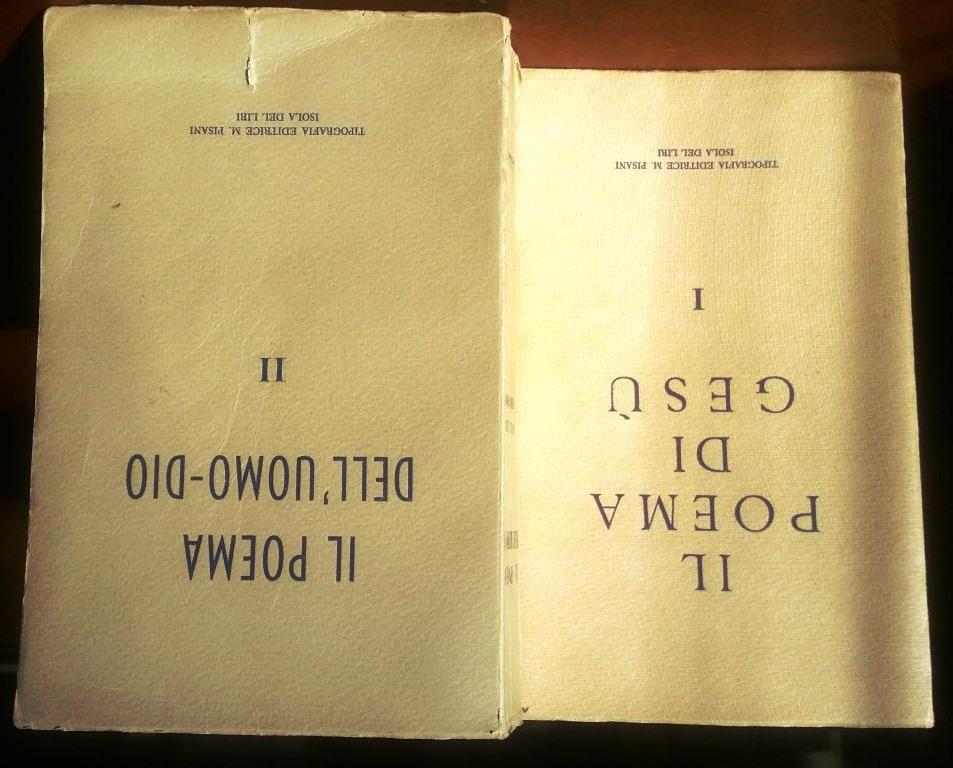 IL POEMA
DELL'UOMO-DIO
II
TIPOGRAFIA EDITRICE M. PISANI
ISOLA DEL LIRI
IL
POEMA
DI
GESÙ
I
TIPOGRAFIA EDITRICE M. PISANI
ISOLA DEL LIRI